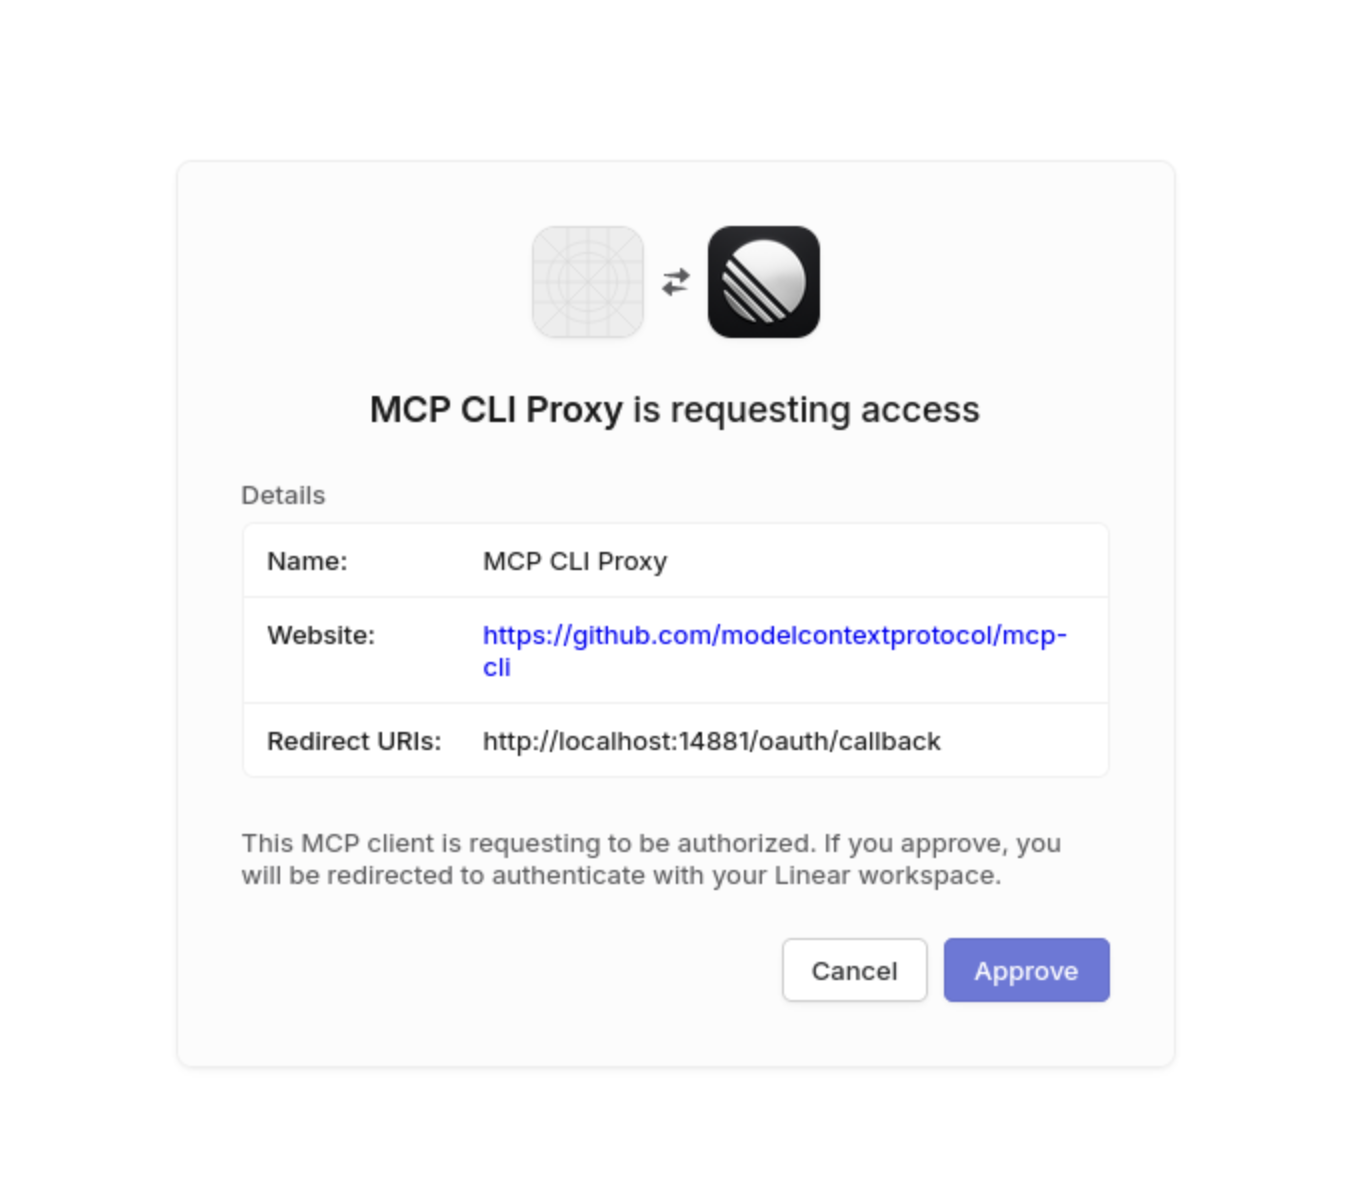 MCP CLI Proxy is requesting access
Details
Name: MCP CLI Proxy
Website: https://github.com/modelcontextprotocol/mcp-
cli
Redirect URIs: http://localhost:14881/oauth/callback
This MCP client is requesting to be authorized. If you approve, you
will be redirected to authenticate with your Linear workspace.
Cancel Approve